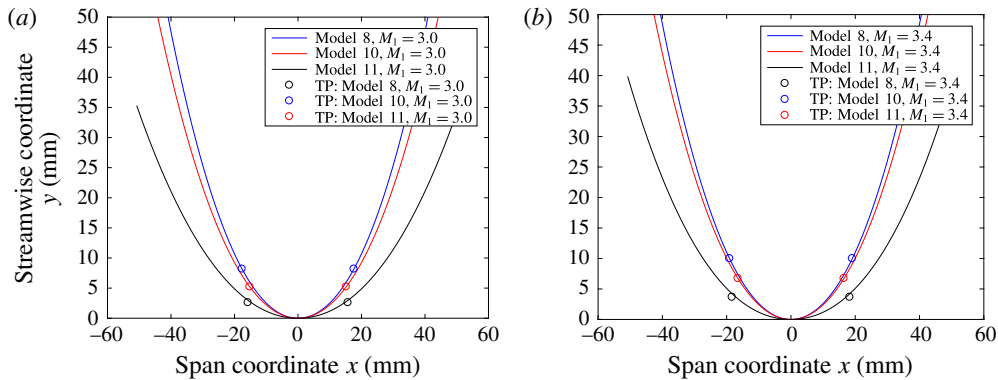 (a)
50
45
40
35
30
25
20
15
10
5
0
Streamwise coordinate
y (mm)
Model 8, M₁ = 3.0
Model 10, M₁ = 3.0
Model 11, M₁ = 3.0
TP: Model 8, M₁ = 3.0
TP: Model 10, M₁ = 3.0
TP: Model 11, M₁ = 3.0
−60 −40 −20 0 20 40 60
Span coordinate x (mm)
(b)
50
45
40
35
30
25
20
15
10
5
0
Model 8, M₁ = 3.4
Model 10, M₁ = 3.4
Model 11, M₁ = 3.4
TP: Model 8, M₁ = 3.4
TP: Model 10, M₁ = 3.4
TP: Model 11, M₁ = 3.4
−60 −40 −20 0 20 40 60
Span coordinate x (mm)